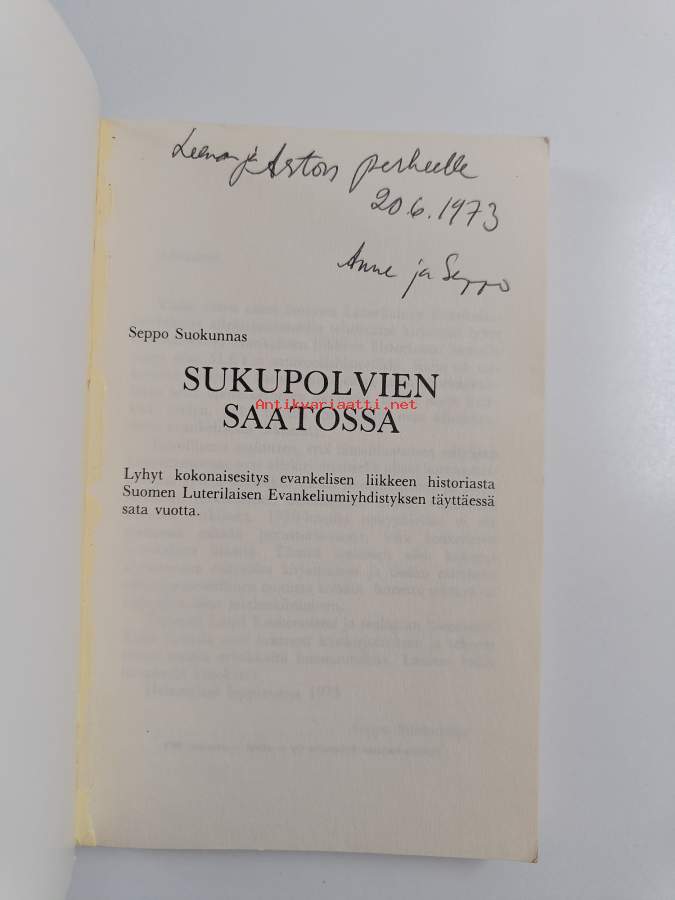 Leenan ja Arton perheelle
20.6.1973
Anne ja Seppo
Seppo Suokunnas
SUKUPOLVIEN
Antikvariaatti.net
SAATOSSA
Lyhyt kokonaisesitys evankelisen liikkeen historiasta
Suomen Luterilaisen Evankeliumiyhdistyksen täyttäessä
sata vuotta.